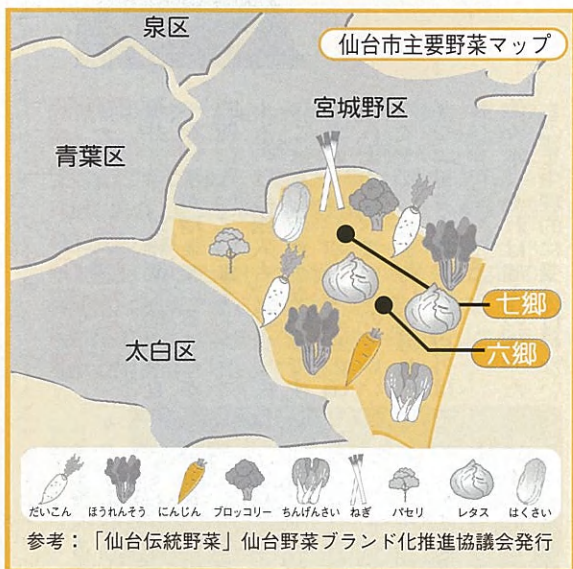 仙台市主要野菜マップ
泉区
宮城野区
青葉区
七郷
六郷
太白区
だいこん ほうれんそう にんじん ブロッコリー ちんげんさい ねぎ パセリ レタス はくさい
参考：「仙台伝統野菜」仙台野菜ブランド化推進協議会発行